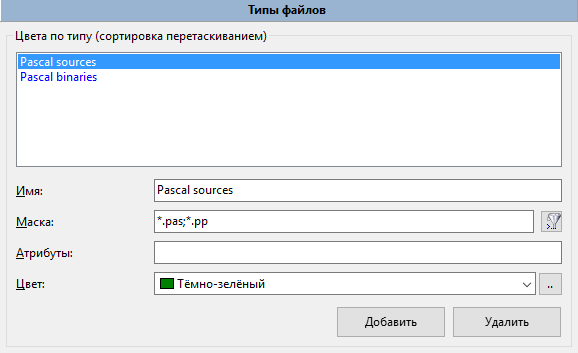 Типы файлов
Цвета по типу (сортировка перетаскиванием)
Pascal sources
Pascal binaries
Имя: Pascal sources
Маска: *.pas;*.pp
Атрибуты:
Цвет: Тёмно-зелёный ..
Добавить Удалить